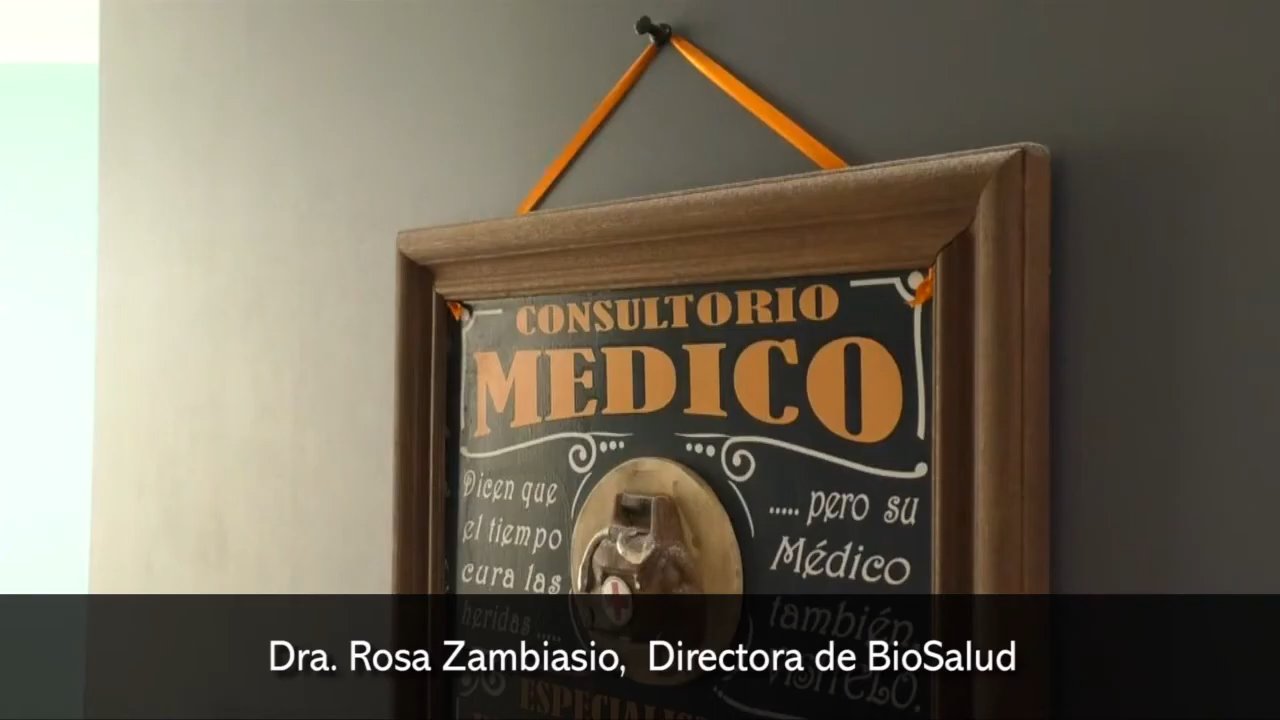 CONSULTORIO
MEDICO
Dicen que
el tiempo
cura las
heridas .....
..... pero su
Médico
también.
VISITELO.
Dra. Rosa Zambiasio, Directora de BioSalud